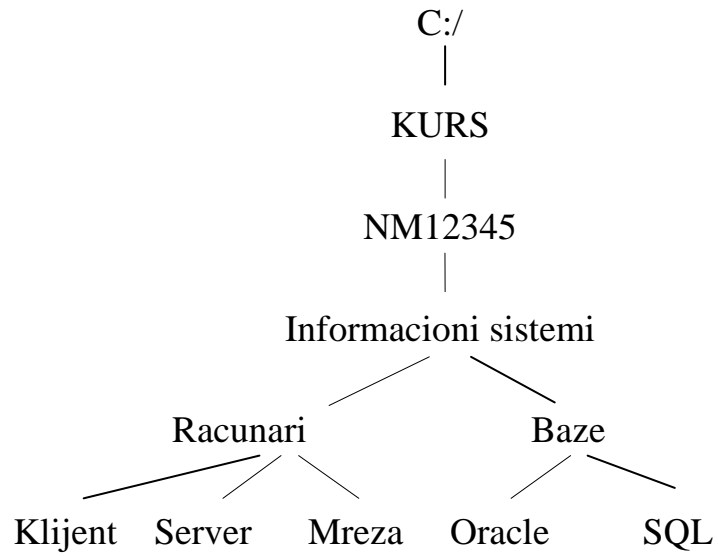 C:/
KURS
NM12345
Informacioni sistemi
Racunari Baze
Klijent Server Mreza Oracle SQL